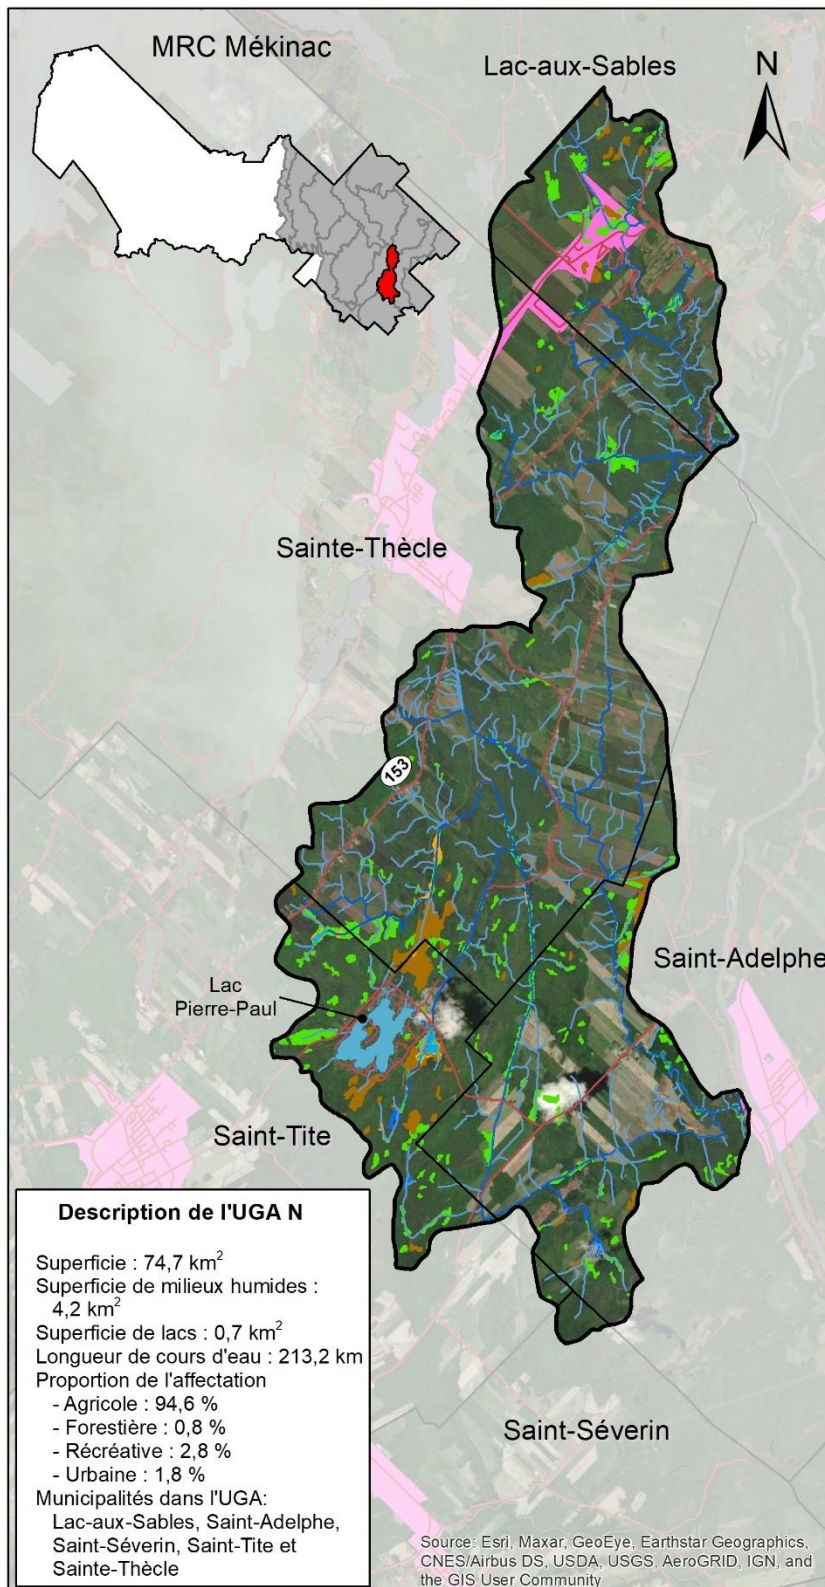 MRC Mékinac
Lac-aux-Sables
N
Sainte-Thècle
153
Saint-Adelphe
Lac
Pierre-Paul
Saint-Tite
Description de l'UGA N
Superficie : 74,7 km²
Superficie de milieux humides :
4,2 km²
Superficie de lacs : 0,7 km²
Longueur de cours d'eau : 213,2 km
Proportion de l'affectation
- Agricole : 94,6 %
- Forestière : 0,8 %
- Récréative : 2,8 %
- Urbaine : 1,8 %
Municipalités dans l'UGA:
Lac-aux-Sables, Saint-Adelphe,
Saint-Séverin, Saint-Tite et
Sainte-Thècle
Saint-Séverin
Source: Esri, Maxar, GeoEye, Earthstar Geographics,
CNES/Airbus DS, USDA, USGS, AeroGRID, IGN, and
the GIS User Community